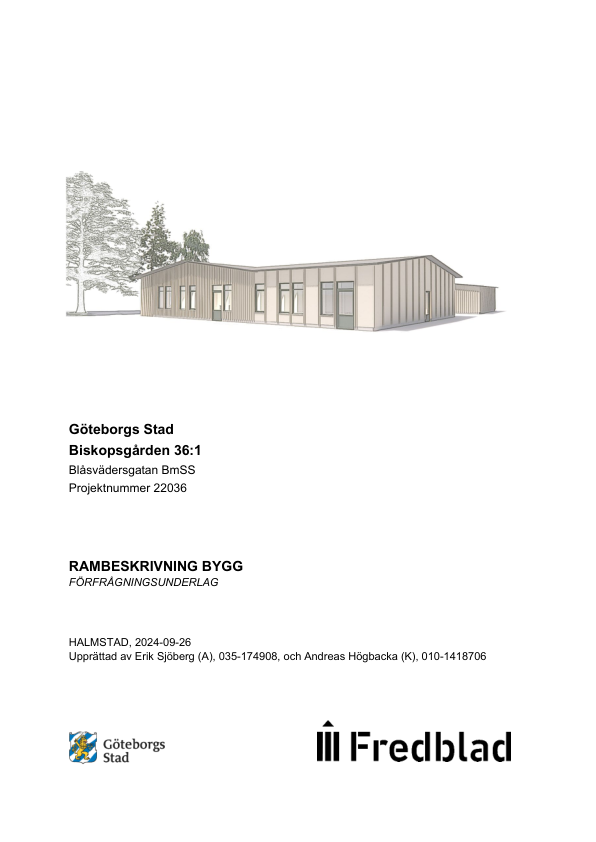 Göteborgs Stad
Biskopsgården 36:1
Blåsvädersgatan BmSS
Projektnummer 22036
RAMBESKRIVNING BYGG
FÖRFRÅGNINGSUNDERLAG
HALMSTAD, 2024-09-26
Upprättad av Erik Sjöberg (A), 035-174908, och Andreas Högbacka (K), 010-1418706
Göteborgs
Stad
Fredblad